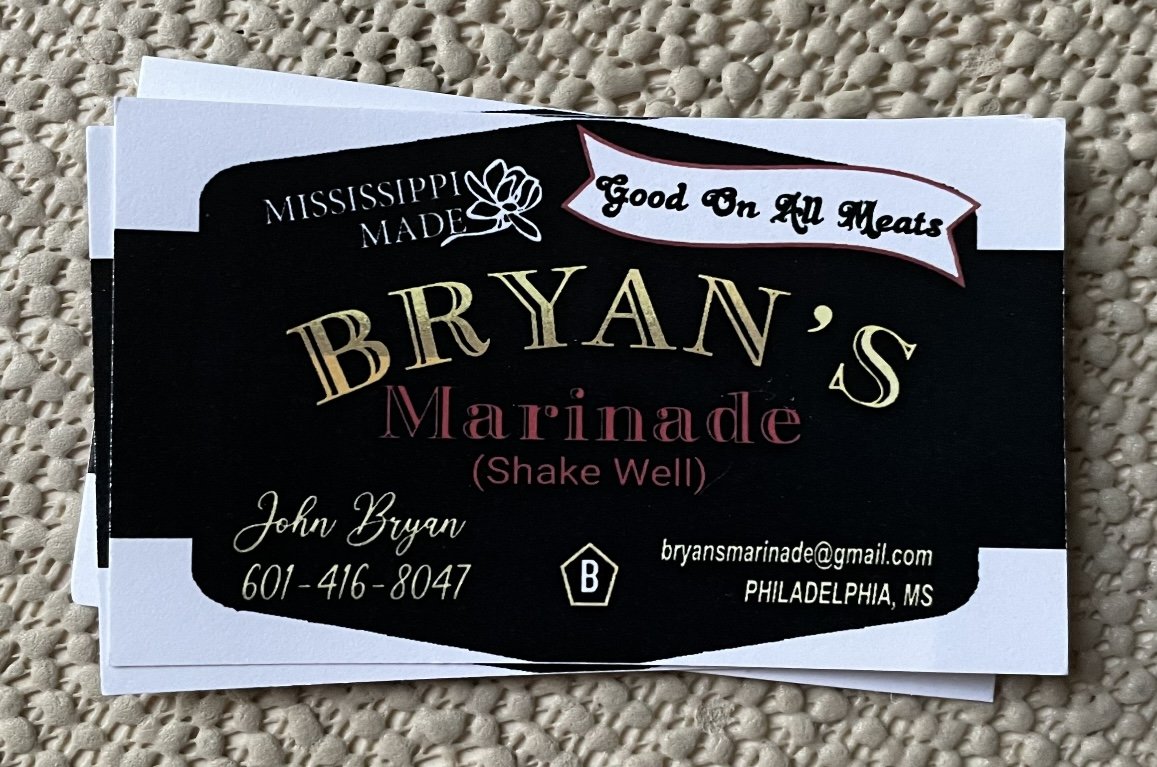 MISSISSIPPI
MADE
Good On All Meats
BRYAN'S
Marinade
(Shake Well)
John Bryan
601-416-8047
B
bryansmarinade@gmail.com
PHILADELPHIA, MS